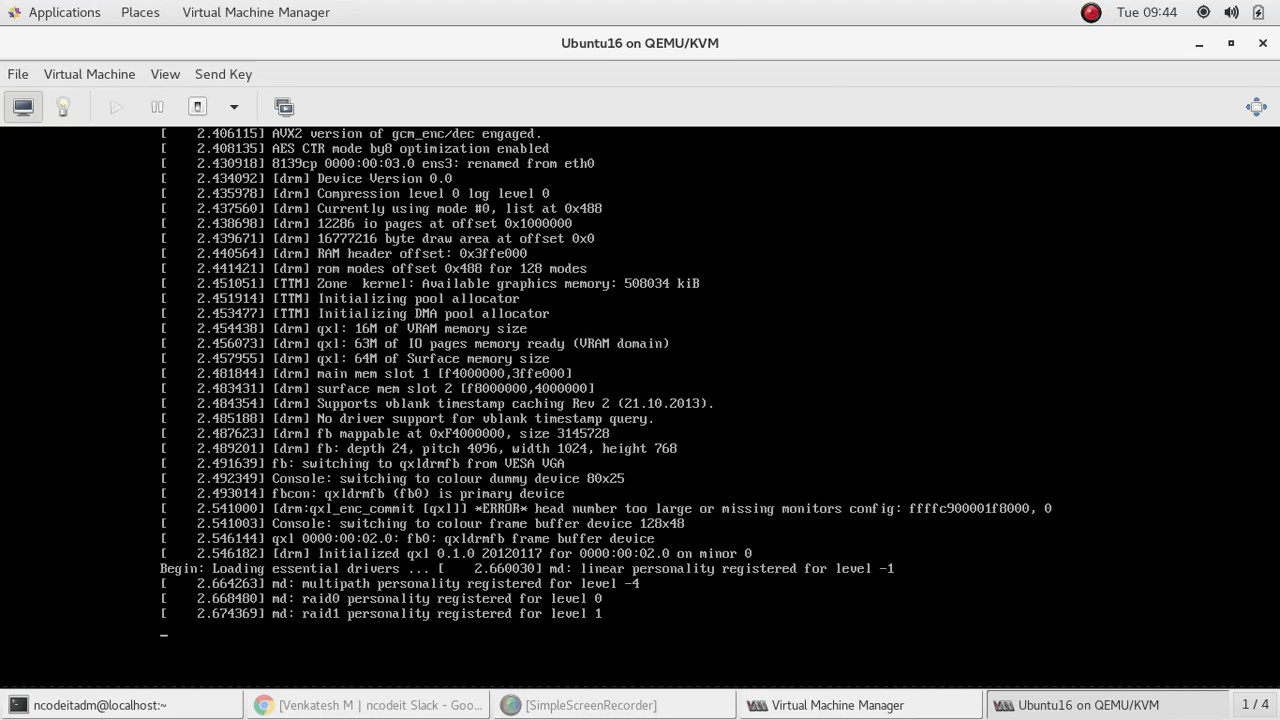 Applications Places Virtual Machine Manager Tue 09:44
Ubuntu16 on QEMU/KVM
File Virtual Machine View Send Key
[    2.406115] AVX2 version of gcm_enc/dec engaged.
[    2.408135] AES CTR mode by8 optimization enabled
[    2.430918] 8139cp 0000:00:03.0 ens3: renamed from eth0
[    2.434092] [drm] Device Version 0.0
[    2.435978] [drm] Compression level 0 log level 0
[    2.437560] [drm] Currently using mode #0, list at 0x488
[    2.438698] [drm] 12286 io pages at offset 0x1000000
[    2.439671] [drm] 16777216 byte draw area at offset 0x0
[    2.440564] [drm] RAM header offset: 0x3ffe000
[    2.441421] [drm] rom modes offset 0x488 for 128 modes
[    2.451051] [TTM] Zone  kernel: Available graphics memory: 508034 kiB
[    2.451914] [TTM] Initializing pool allocator
[    2.453477] [TTM] Initializing DMA pool allocator
[    2.454438] [drm] qxl: 16M of VRAM memory size
[    2.456073] [drm] qxl: 63M of IO pages memory ready (VRAM domain)
[    2.457955] [drm] qxl: 64M of Surface memory size
[    2.481844] [drm] main mem slot 1 [f4000000,3ffe000]
[    2.483431] [drm] surface mem slot 2 [f8000000,4000000]
[    2.484354] [drm] Supports vblank timestamp caching Rev 2 (21.10.2013).
[    2.485188] [drm] No driver support for vblank timestamp query.
[    2.487623] [drm] fb mappable at 0xF4000000, size 3145728
[    2.489201] [drm] fb: depth 24, pitch 4096, width 1024, height 768
[    2.491639] fb: switching to qxldrmfb from VESA VGA
[    2.492349] Console: switching to colour dummy device 80x25
[    2.493014] fbcon: qxldrmfb (fb0) is primary device
[    2.541000] [drm:qxl_enc_commit [qxl]] *ERROR* head number too large or missing monitors config: ffffc900001f8000, 0
[    2.541003] Console: switching to colour frame buffer device 128x48
[    2.546144] qxl 0000:00:02.0: fb0: qxldrmfb frame buffer device
[    2.546182] [drm] Initialized qxl 0.1.0 20120117 for 0000:00:02.0 on minor 0
Begin: Loading essential drivers ... [    2.660030] md: linear personality registered for level -1
[    2.664263] md: multipath personality registered for level -4
[    2.668480] md: raid0 personality registered for level 0
[    2.674369] md: raid1 personality registered for level 1
_
ncodeitadm@localhost:~ [Venkatesh M | ncodeit Slack - Goo... [SimpleScreenRecorder] Virtual Machine Manager Ubuntu16 on QEMU/KVM 1 / 4